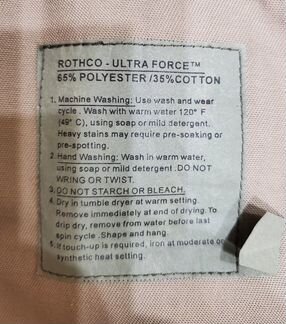 ROTHCO - ULTRA FORCE™
65% POLYESTER /35%COTTON
1. Machine Washing: Use wash and wear
cycle . Wash with warm water 120° F
(49° C), using soap or mild detergent.
Heavy stains may require pre-soaking or
pre-spotting.
2. Hand Washing: Wash in warm water,
using soap or mild detergent .DO NOT
WRING OR TWIST.
3. DO NOT STARCH OR BLEACH.
4. Dry in tumble dryer at warm setting.
Remove immediately at end of drying. To
drip dry, remove from water before last
spin cycle .Shape and hang
5. If touch-up is required, iron at moderate or
synthetic heat setting.